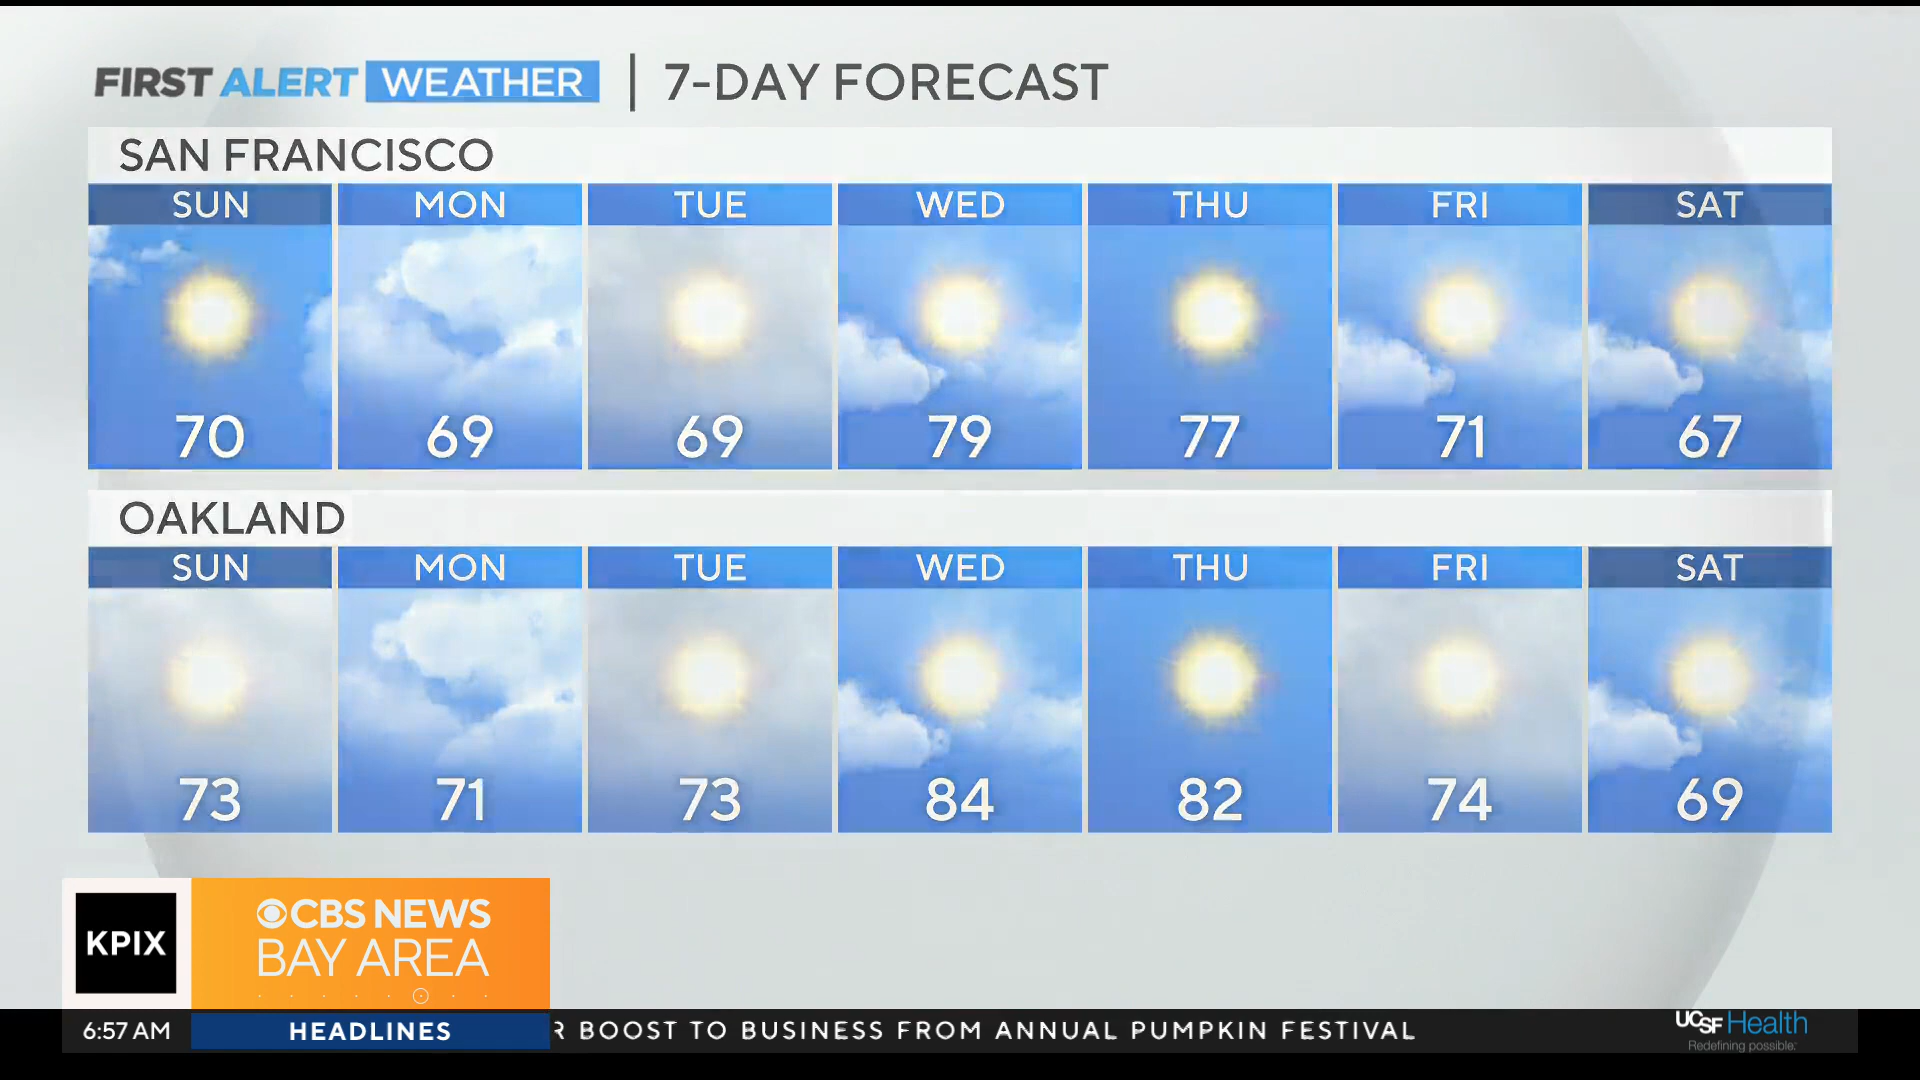 FIRST ALERT WEATHER | 7-DAY FORECAST
SAN FRANCISCO
SUN MON TUE WED THU FRI SAT
70 69 69 79 77 71 67
OAKLAND
SUN MON TUE WED THU FRI SAT
73 71 73 84 82 74 69
KPIX
CBS NEWS
BAY AREA
6:57 AM HEADLINES R BOOST TO BUSINESS FROM ANNUAL PUMPKIN FESTIVAL
UCSF Health
Redefining possible.